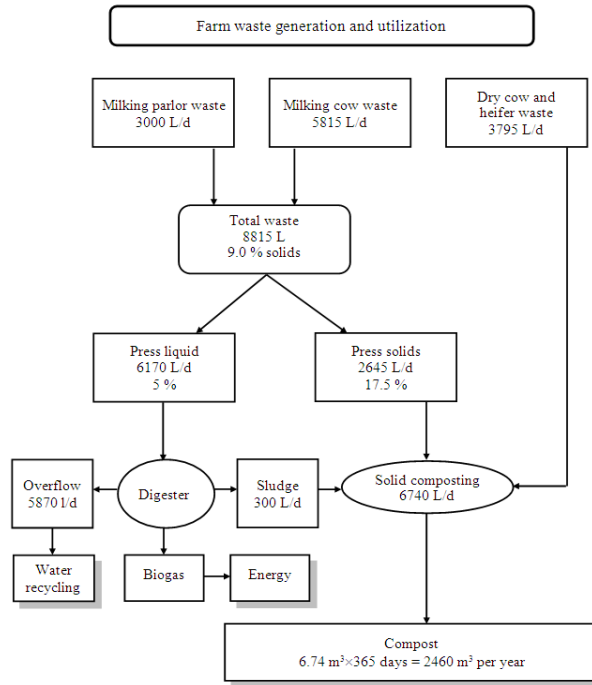 Farm waste generation and utilization
Milking parlor waste
3000 L/d
Milking cow waste
5815 L/d
Dry cow and
heifer waste
3795 L/d
Total waste
8815 L
9.0 % solids
Press liquid
6170 L/d
5 %
Press solids
2645 L/d
17.5 %
Overflow
5870 l/d
Digester
Sludge
300 L/d
Solid composting
6740 L/d
Water
recycling
Biogas
Energy
Compost
6.74 m³×365 days = 2460 m³ per year